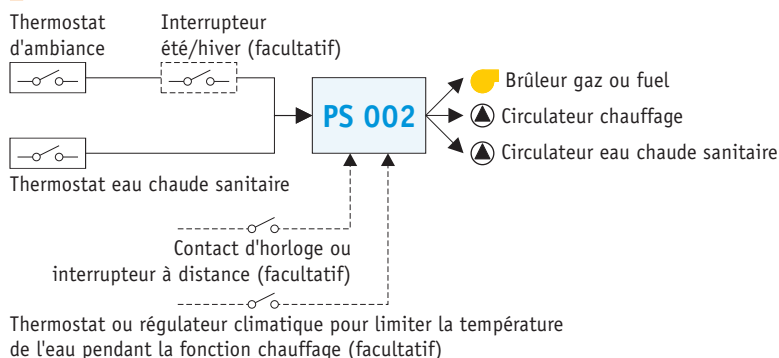 Thermostat
d'ambiance
Interrupteur
été/hiver (facultatif)
PS 002
Brûleur gaz ou fuel
Circulateur chauffage
Circulateur eau chaude sanitaire
Thermostat eau chaude sanitaire
Contact d'horloge ou
interrupteur à distance (facultatif)
Thermostat ou régulateur climatique pour limiter la température
de l'eau pendant la fonction chauffage (facultatif)